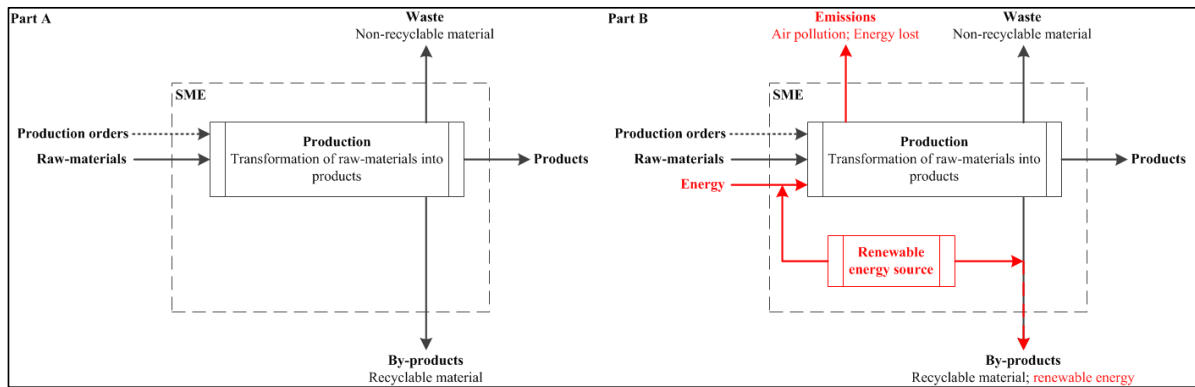 Part A
Waste
Non-recyclable material
SME
Production orders
Raw-materials
Production
Transformation of raw-materials into
products
Products
By-products
Recyclable material
Part B
Emissions
Air pollution; Energy lost
Waste
Non-recyclable material
SME
Production orders
Raw-materials
Energy
Production
Transformation of raw-materials into
products
Products
Renewable
energy source
By-products
Recyclable material; renewable energy